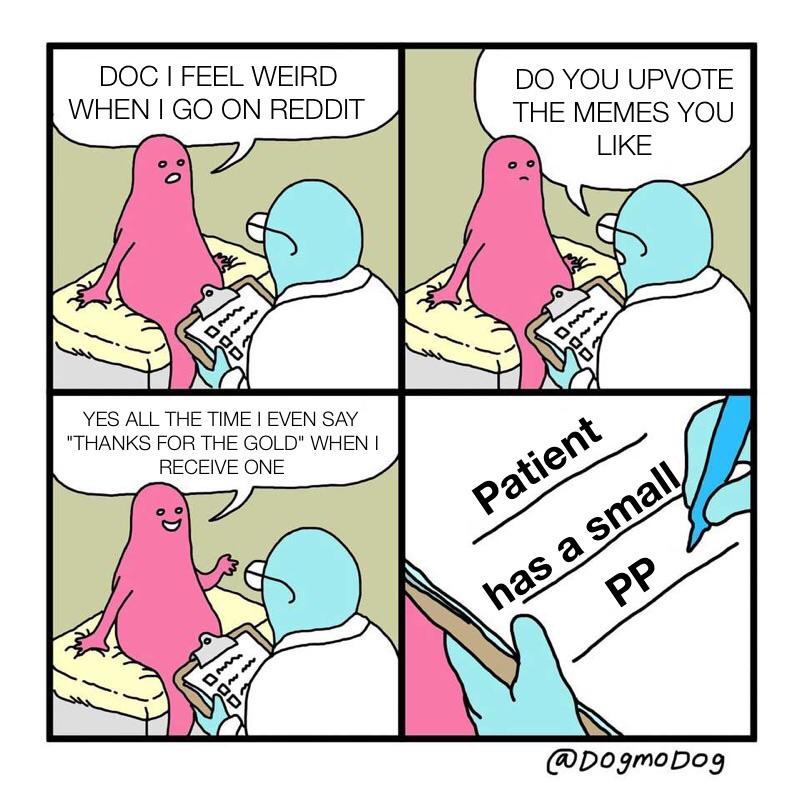 DOC I FEEL WEIRD
WHEN I GO ON REDDIT
DO YOU UPVOTE
THE MEMES YOU
LIKE
YES ALL THE TIME I EVEN SAY
"THANKS FOR THE GOLD" WHEN I
RECEIVE ONE
Patient
has a small
PP
@DogmoDog